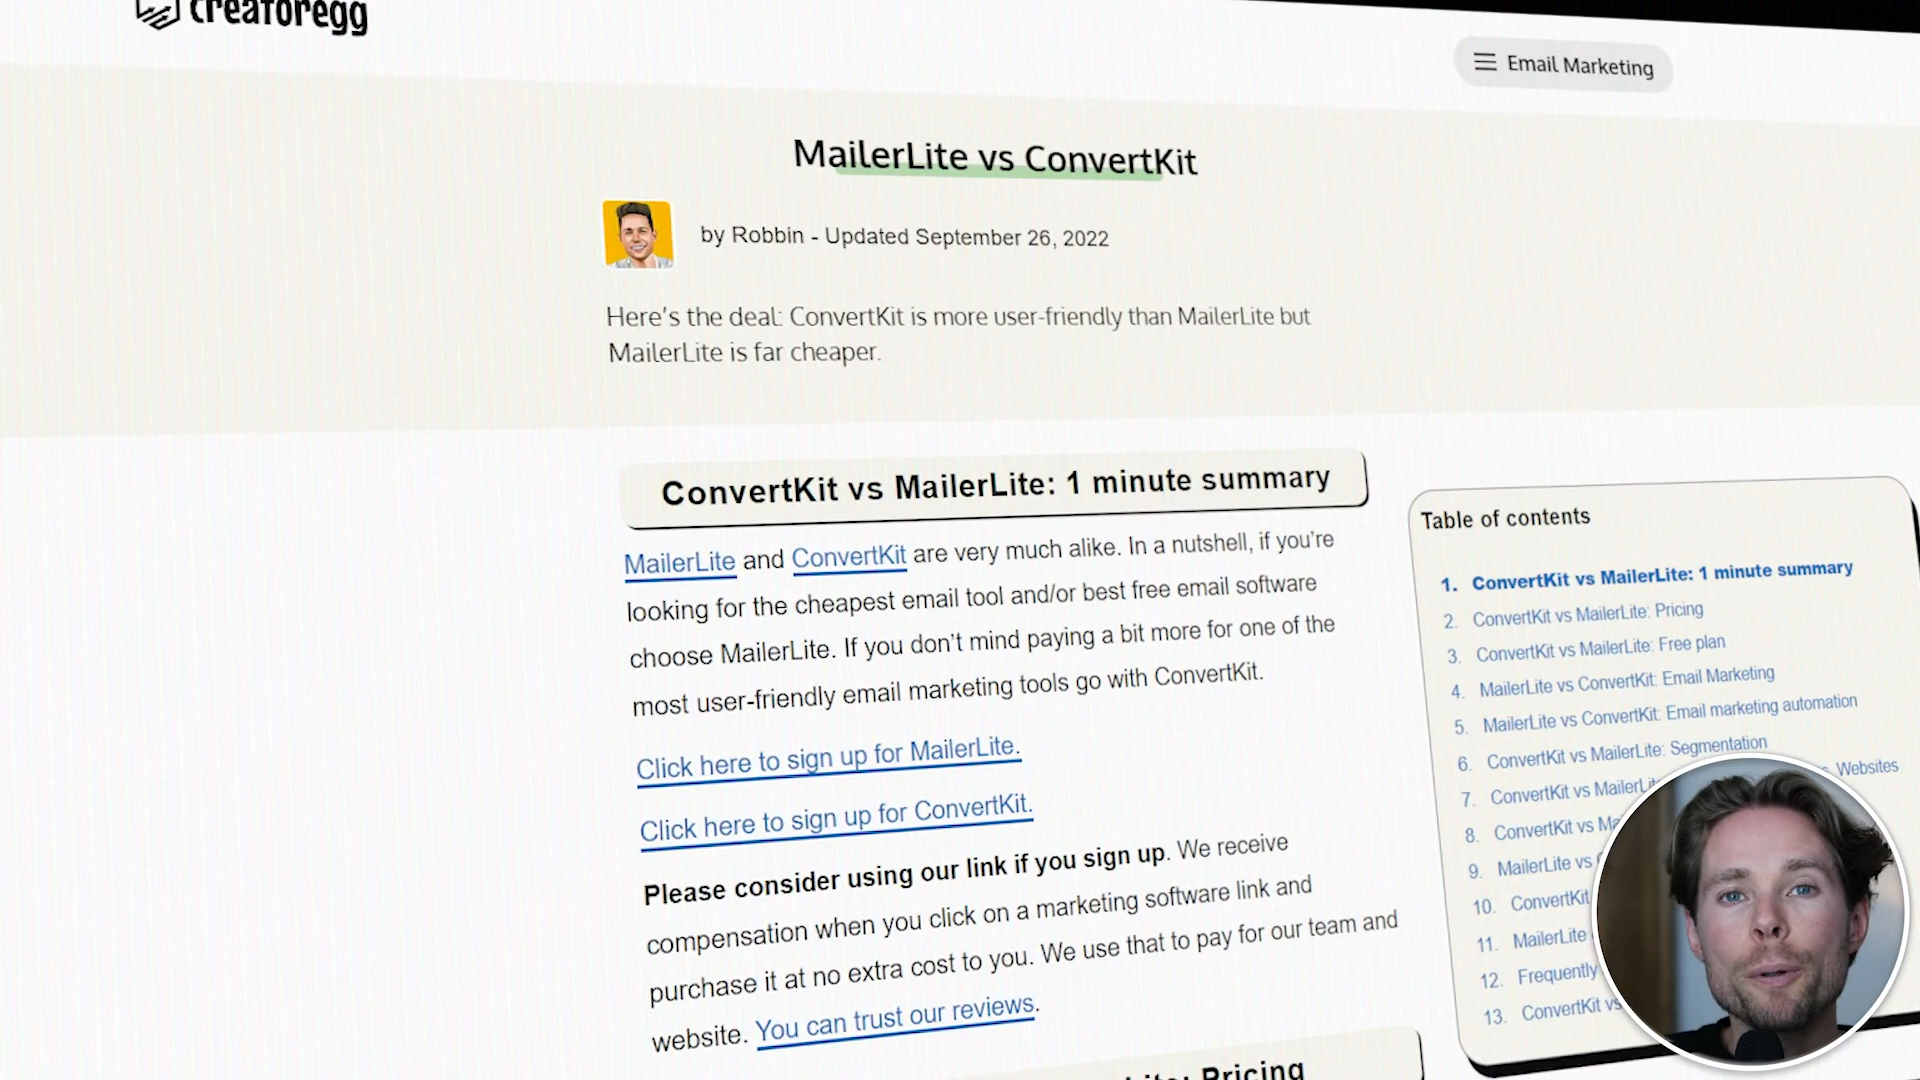 creatoregg
Email Marketing
MailerLite vs ConvertKit
by Robbin - Updated September 26, 2022
Here's the deal: ConvertKit is more user-friendly than MailerLite but
MailerLite is far cheaper.
ConvertKit vs MailerLite: 1 minute summary
MailerLite and ConvertKit are very much alike. In a nutshell, if you're
looking for the cheapest email tool and/or best free email software
choose MailerLite. If you don't mind paying a bit more for one of the
most user-friendly email marketing tools go with ConvertKit.
Click here to sign up for MailerLite.
Click here to sign up for ConvertKit.
Please consider using our link if you sign up. We receive
compensation when you click on a marketing software link and
purchase it at no extra cost to you. We use that to pay for our team and
website. You can trust our reviews.
Pricing
Table of contents
1. ConvertKit vs MailerLite: 1 minute summary
2. ConvertKit vs MailerLite: Pricing
3. ConvertKit vs MailerLite: Free plan
4. MailerLite vs ConvertKit: Email Marketing
5. MailerLite vs ConvertKit: Email marketing automation
6. ConvertKit vs MailerLite: Segmentation
7. ConvertKit vs Websites
8. ConvertKit vs
9. MailerLite vs
10. ConvertKit
11. MailerLite
12. Frequently
13. ConvertKit vs